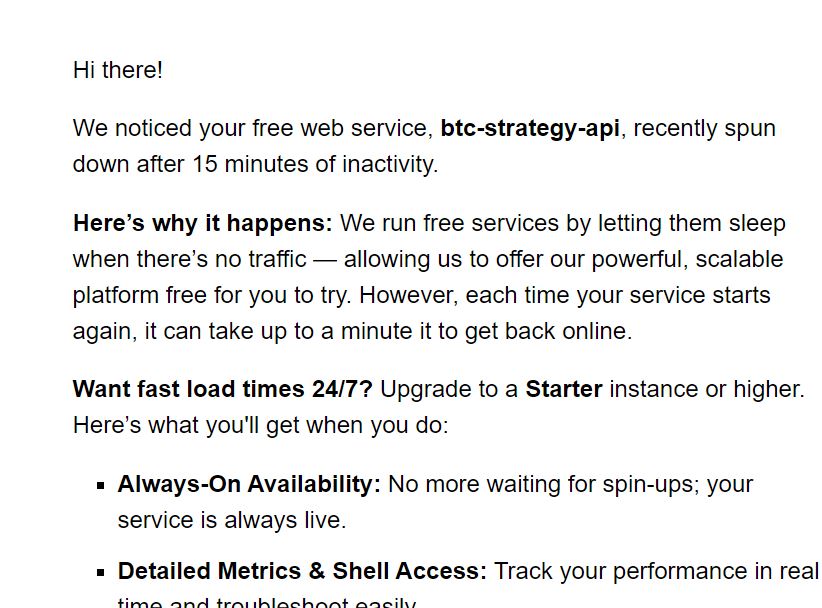 Hi there!
We noticed your free web service, btc-strategy-api, recently spun
down after 15 minutes of inactivity.
Here’s why it happens: We run free services by letting them sleep
when there’s no traffic — allowing us to offer our powerful, scalable
platform free for you to try. However, each time your service starts
again, it can take up to a minute it to get back online.
Want fast load times 24/7? Upgrade to a Starter instance or higher.
Here’s what you'll get when you do:
▪ Always-On Availability: No more waiting for spin-ups; your
service is always live.
▪ Detailed Metrics & Shell Access: Track your performance in real
time and troubleshoot easily.